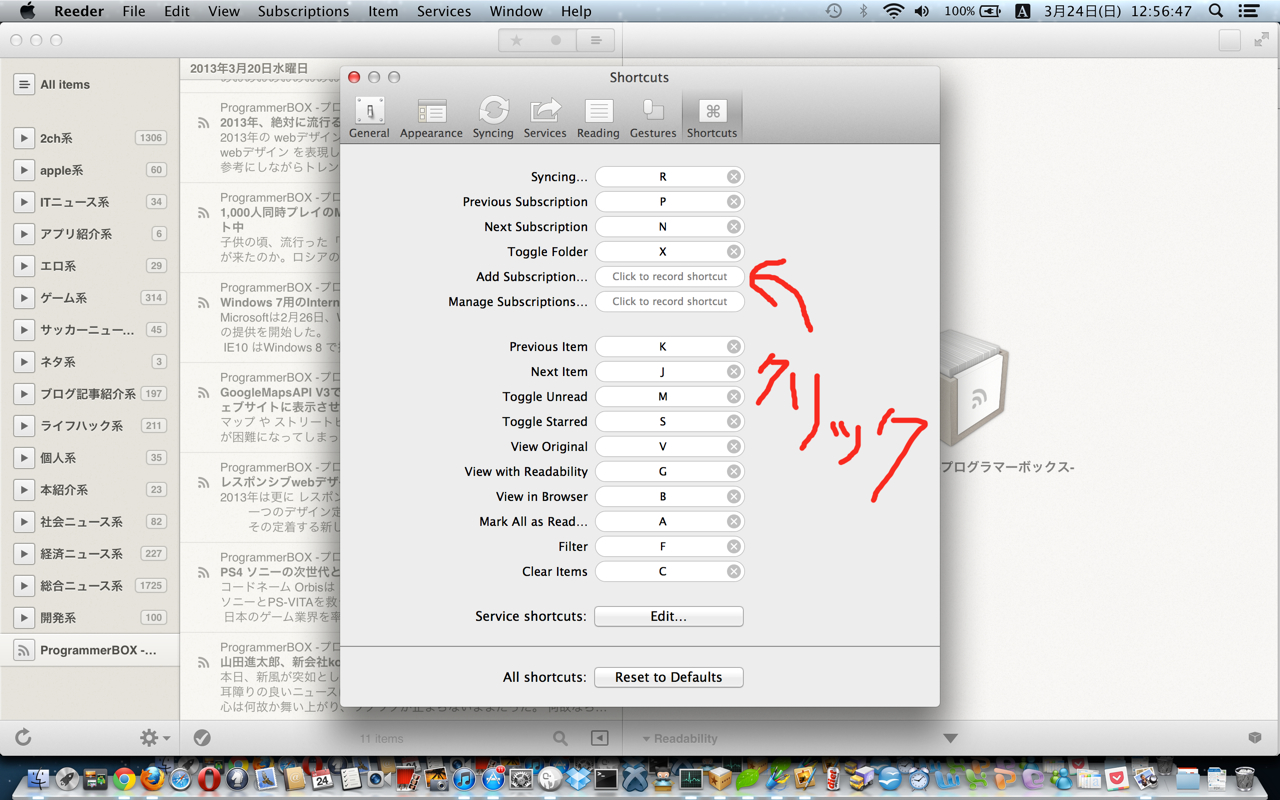 Reeder File Edit View Subscriptions Item Services Window Help 100% A 3月24日(日) 12:56:47
All items
2ch系 1306
apple系 60
ITニュース系 34
アプリ紹介系 6
エロ系 29
ゲーム系 314
サッカーニュー… 45
ネタ系 3
ブログ記事紹介系 197
ライフハック系 211
個人系 35
本紹介系 23
社会ニュース系 82
経済ニュース系 227
総合ニュース系 1725
開発系 100
ProgrammerBOX -…
2013年3月20日水曜日
ProgrammerBOX -プロ
2013年、絶対に流行る
2013年の webデザイン
webデザイン を表現し
参考にしながらトレン
ProgrammerBOX -プロ
1,000人同時プレイのM
ト中
子供の頃、流行った「
が来たのか。ロシアの
ProgrammerBOX -プロ
Windows 7用のIntern
Microsoftは2月26日、W
の提供を開始した。
IE10 はWindows 8 で
ProgrammerBOX -プロ
GoogleMapsAPI V3で
ェブサイトに表示させ
マップ や ストリートビ
が困難になってしまっ
ProgrammerBOX -プロ
レスポンシブwebデザ
2013年は更に レスポン
一つのデザイン定
その定着する新し
ProgrammerBOX -プロ
PS4 ソニーの次世代と
コードネーム Orbisは
ソニーとPS-VITAを救
日本のゲーム業界を率
ProgrammerBOX -プロ
山田進太郎、新会社ko
本日、新風が突如とし
耳障りの良いニュース
心は何故か舞い上がり、
11 items
Shortcuts
General Appearance Syncing Services Reading Gestures Shortcuts
Syncing… R
Previous Subscription P
Next Subscription N
Toggle Folder X
Add Subscription… Click to record shortcut
Manage Subscriptions… Click to record shortcut
Previous Item K
Next Item J
Toggle Unread M
Toggle Starred S
View Original V
View with Readability G
View in Browser B
Mark All as Read… A
Filter F
Clear Items C
Service shortcuts: Edit…
All shortcuts: Reset to Defaults
クリック
プログラマーボックス-
Readability
24